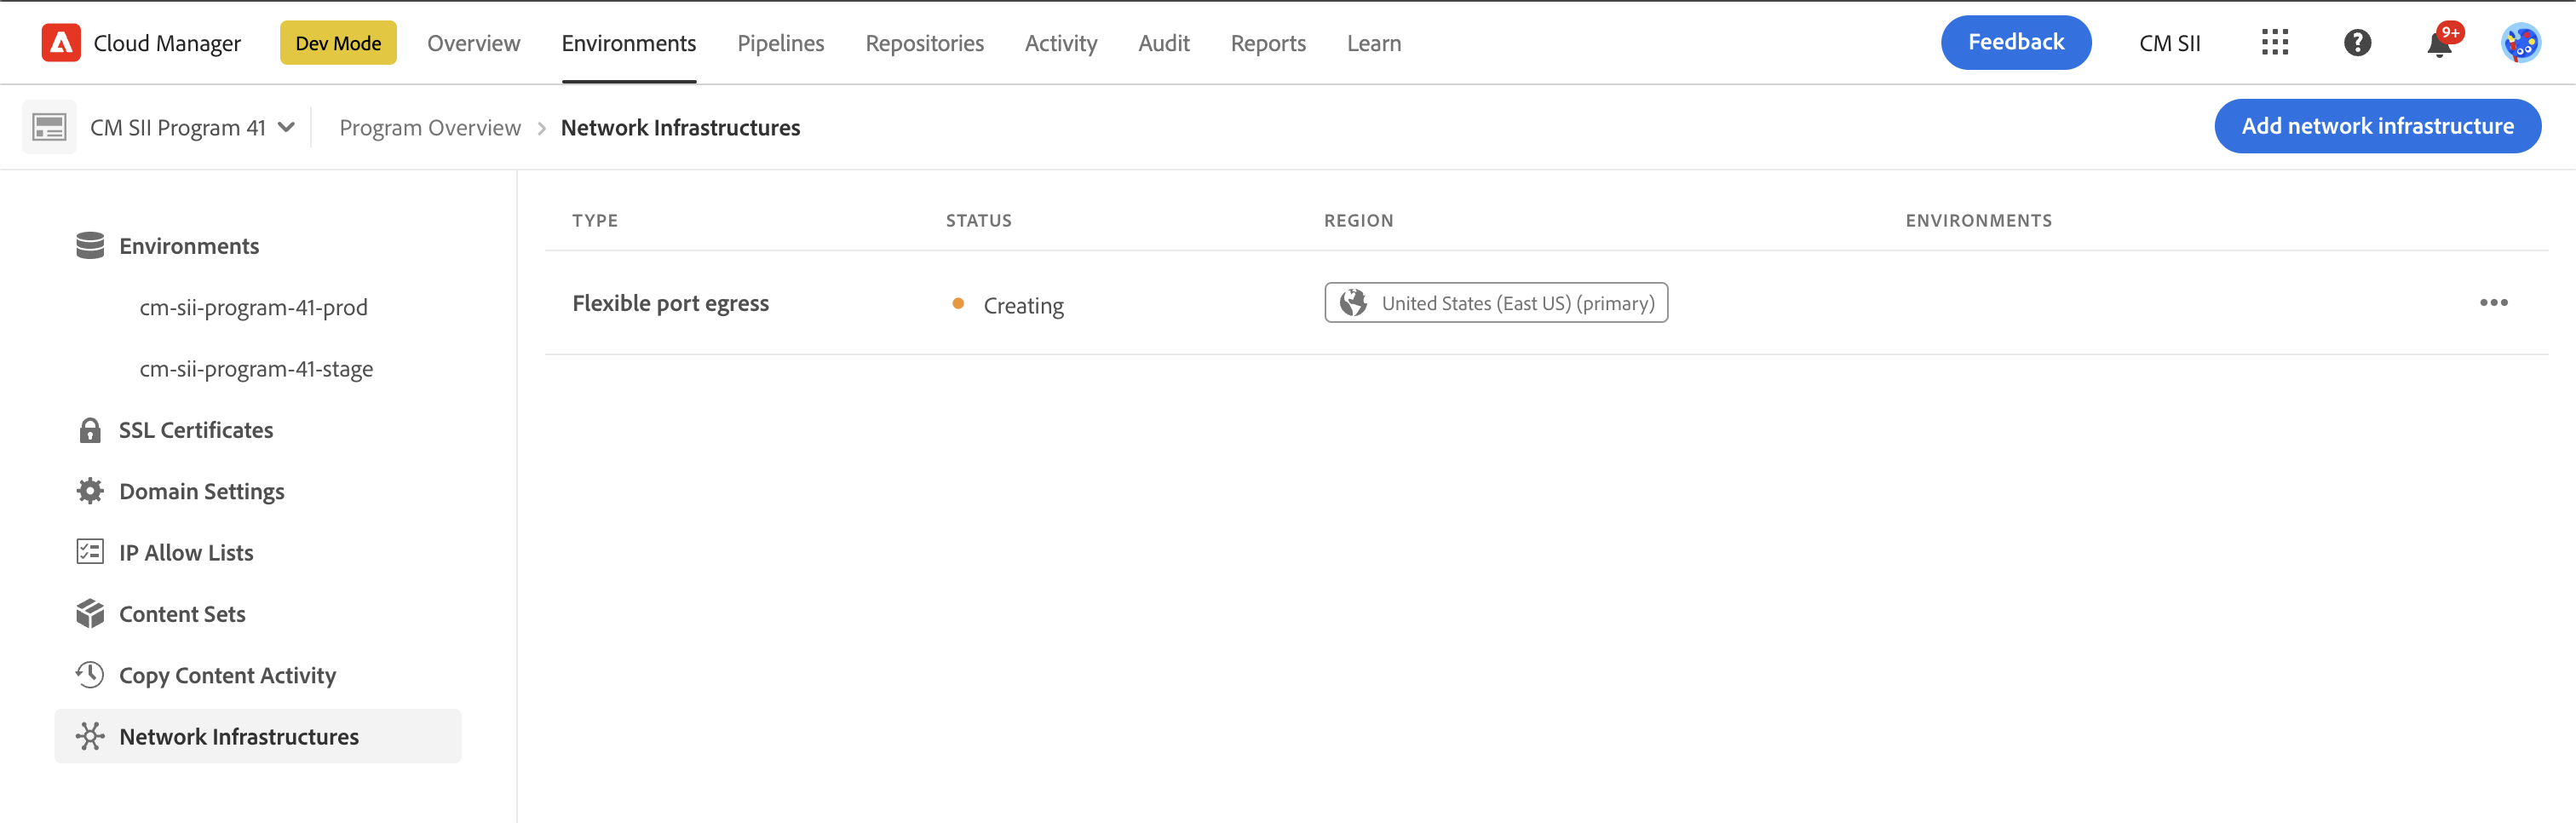 Cloud Manager Dev Mode Overview Environments Pipelines Repositories Activity Audit Reports Learn Feedback CM SII 9+
CM SII Program 41 Program Overview Network Infrastructures Add network infrastructure
Environments
cm-sii-program-41-prod
cm-sii-program-41-stage
SSL Certificates
Domain Settings
IP Allow Lists
Content Sets
Copy Content Activity
Network Infrastructures
TYPE STATUS REGION ENVIRONMENTS
Flexible port egress Creating United States (East US) (primary)